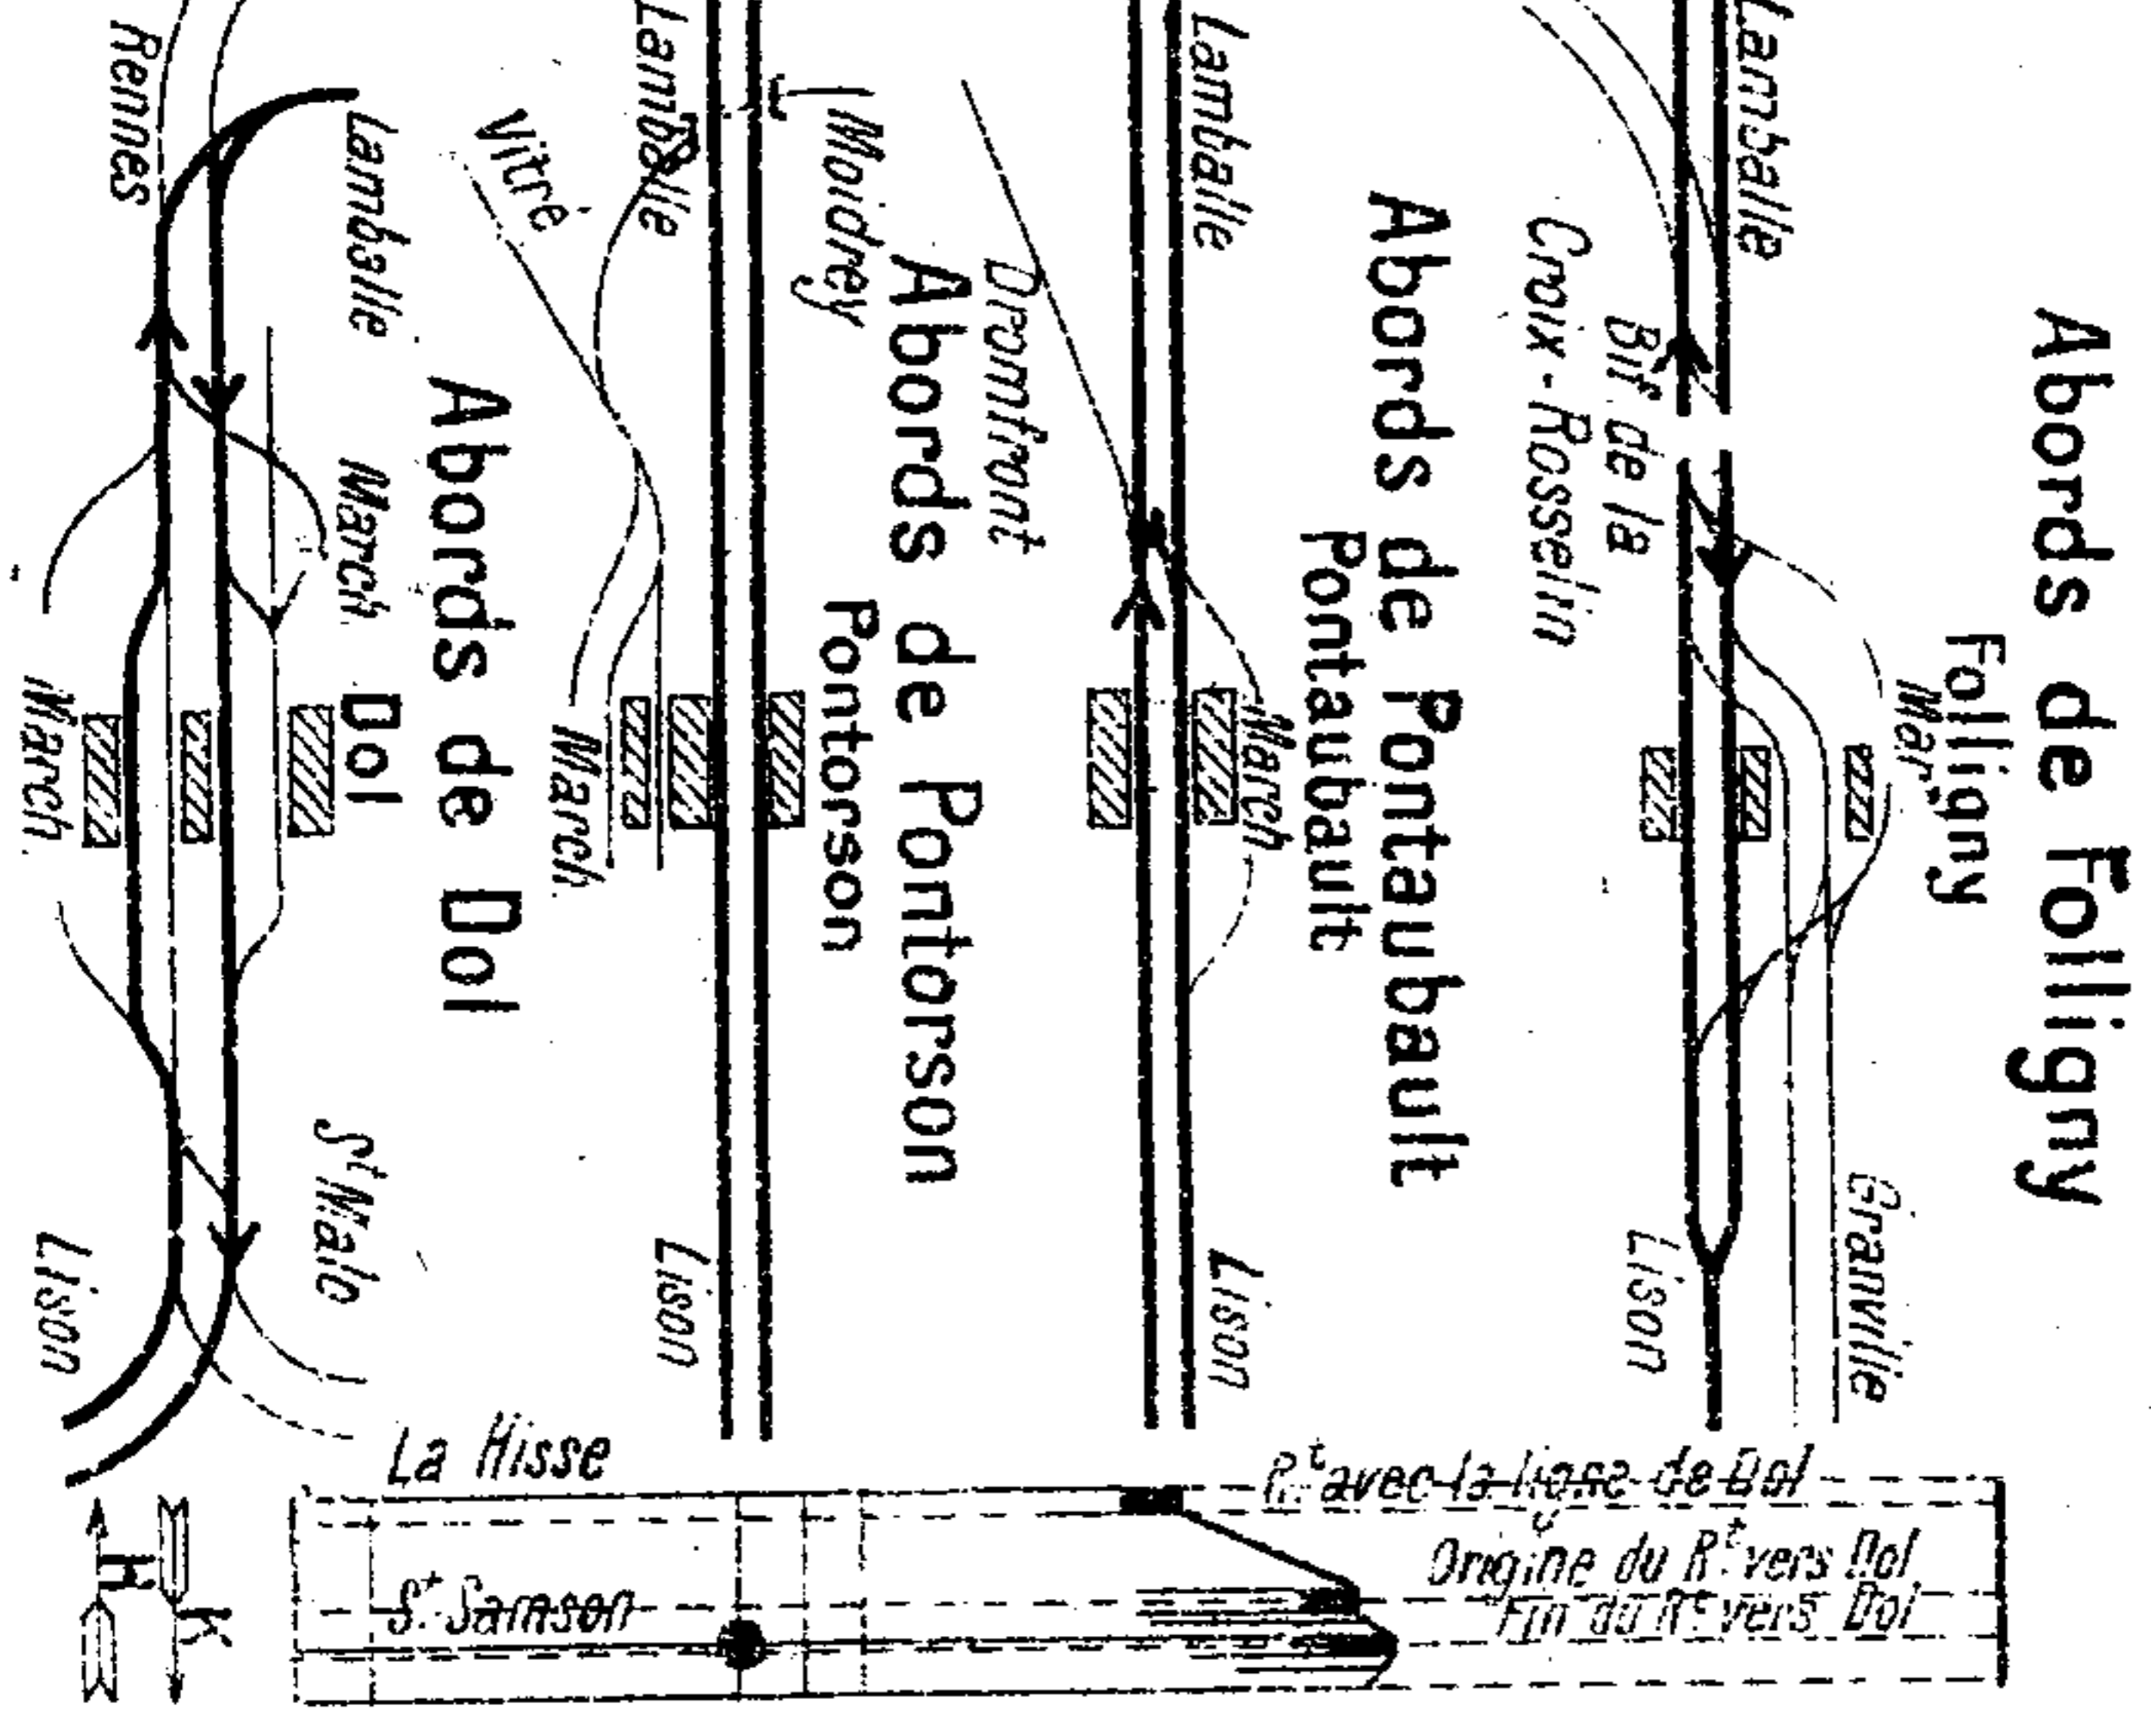 Abords de Folligny
Folligny
Mar
Lamballe
Bif de la
Croix-Rosselin
Granville
Lison
Abords de Pontaubault
Pontaubault
Lamballe
Domfront
March
Lison
Abords de Pontorson
Pontorson
Moidrey
Lamballe
Vitré
March.
Lison
Abords de Dol
Dol
Lamballe
Rennes
March.
March.
St Malo
Lison
La Hisse
Rt avec la ligne de Dol
Origine du Rt vers Dol
St Samson
Fin du Rt vers Dol
H
K